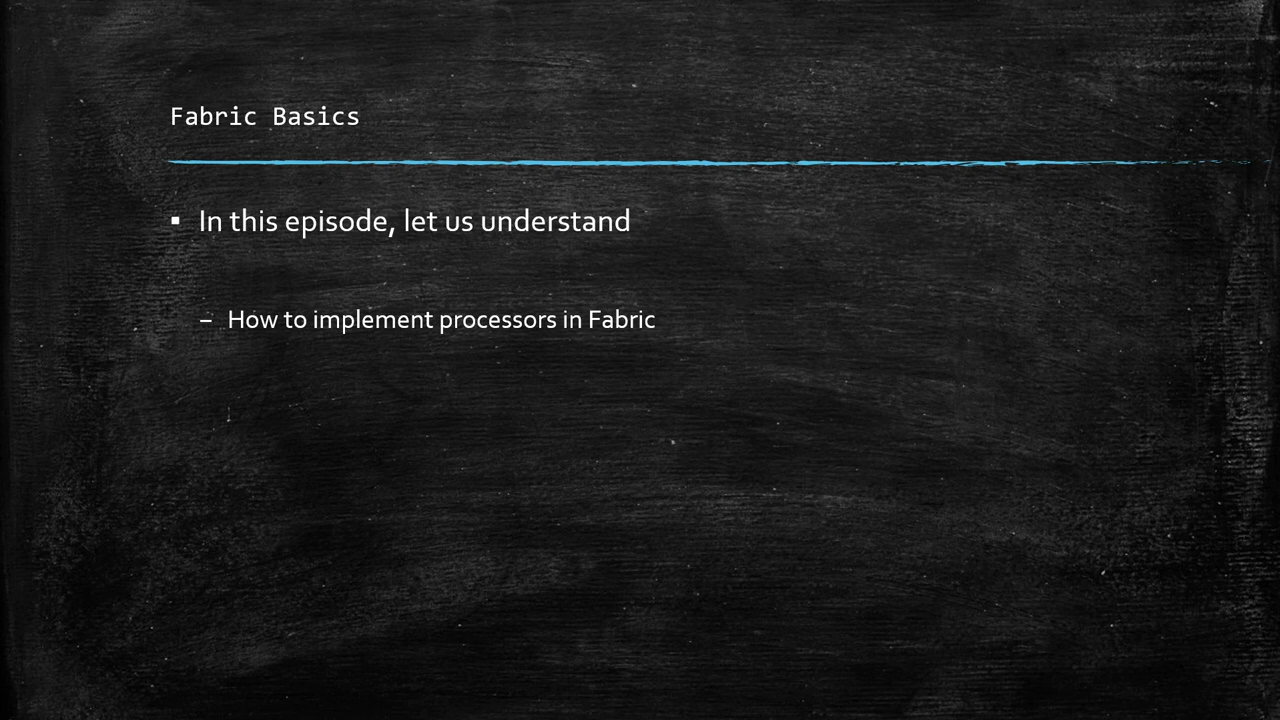 Fabric Basics
▪ In this episode, let us understand
– How to implement processors in Fabric